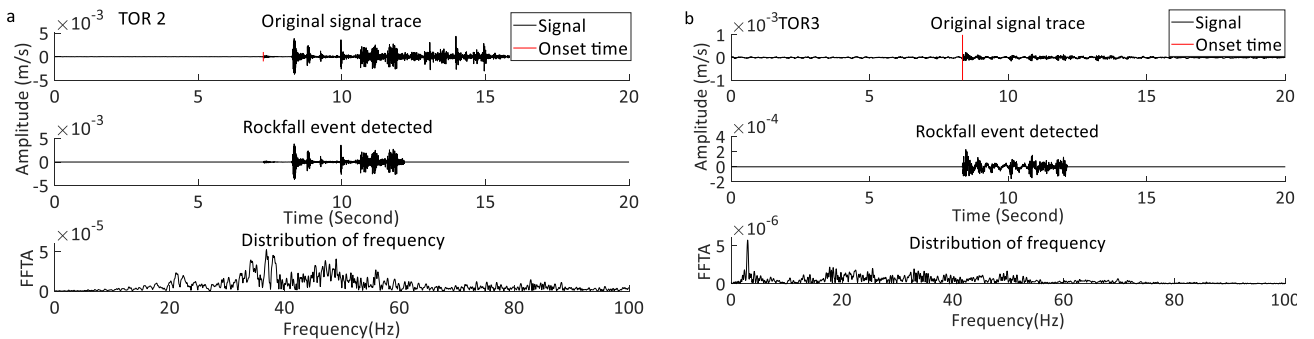 a
TOR 2
×10⁻³
Original signal trace
Signal
Onset time
5
0
-5
0 5 10 15 20
Amplitude (m/s)
×10⁻³
Rockfall event detected
5
0
-5
0 5 10 15 20
Time (Second)
×10⁻⁵
Distribution of frequency
FFTA
5
0
0 20 40 60 80 100
Frequency(Hz)
b
×10⁻³
TOR3
Original signal trace
Signal
Onset time
1
0
-1
0 5 10 15 20
Amplitude (m/s)
×10⁻⁴
Rockfall event detected
4
2
0
-2
0 5 10 15 20
Time (Second)
×10⁻⁶
Distribution of frequency
FFTA
5
0
0 20 40 60 80 100
Frequency(Hz)